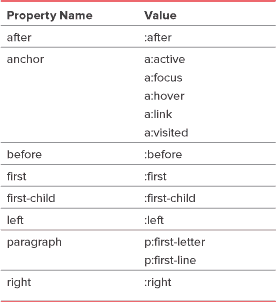 Property Name Value
after :after
anchor a:active
a:focus
a:hover
a:link
a:visited
before :before
first :first
first-child :first-child
left :left
paragraph p:first-letter
p:first-line
right :right